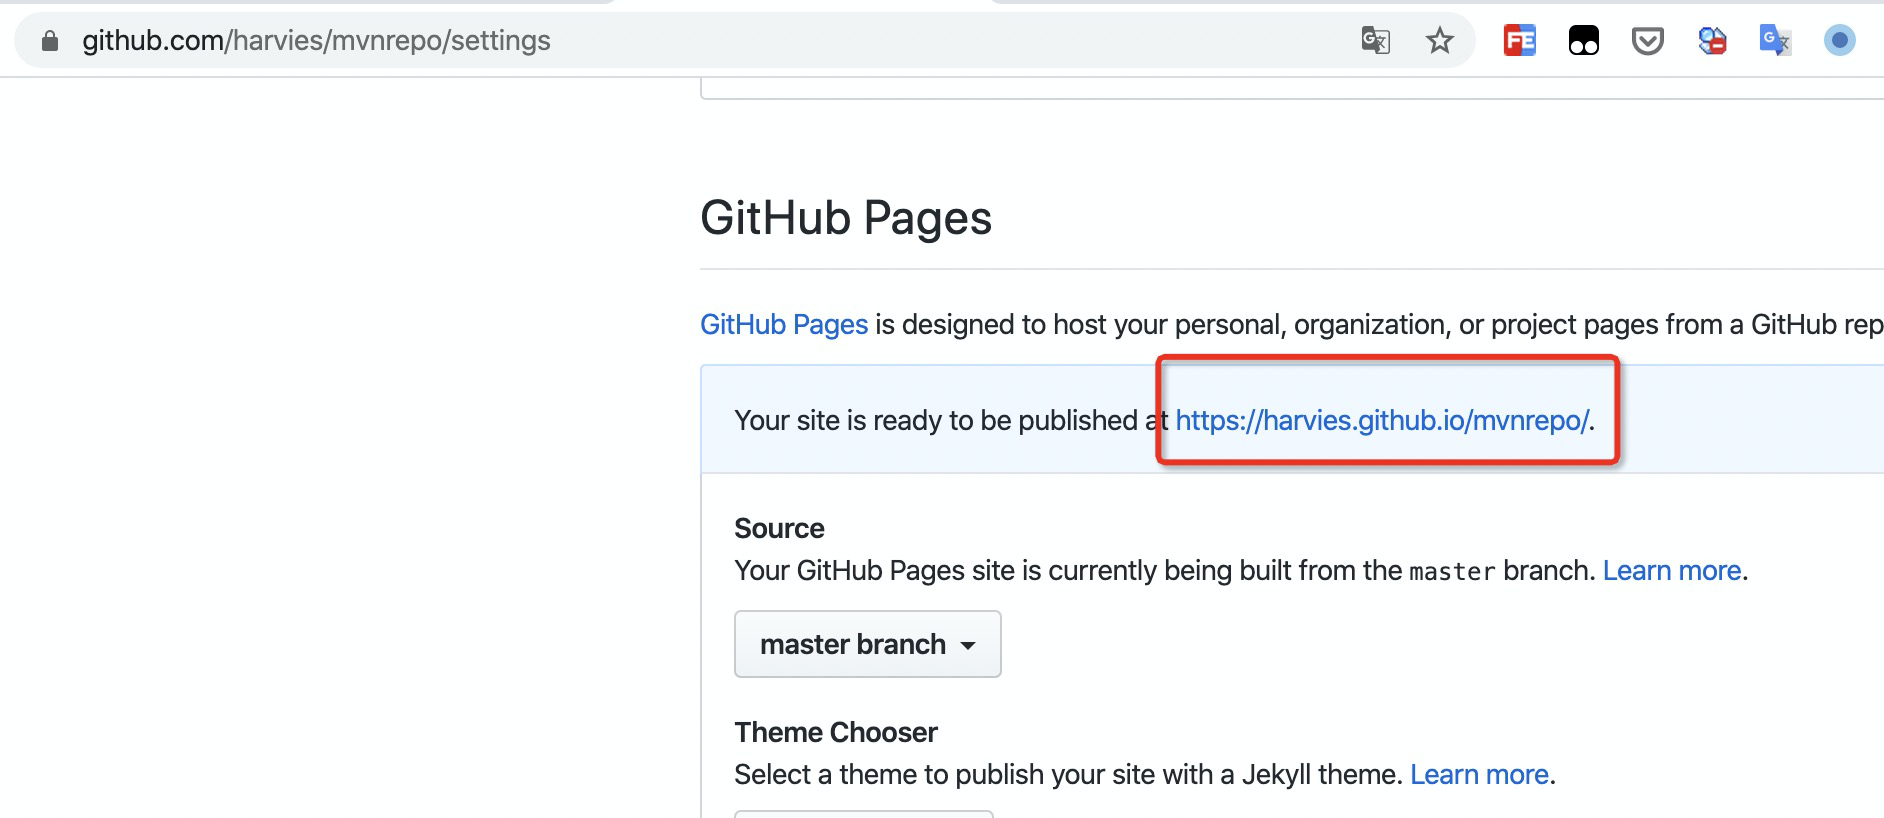 github.com/harvies/mvnrepo/settings
GitHub Pages
GitHub Pages is designed to host your personal, organization, or project pages from a GitHub rep
Your site is ready to be published at https://harvies.github.io/mvnrepo/.
Source
Your GitHub Pages site is currently being built from the master branch. Learn more.
master branch
Theme Chooser
Select a theme to publish your site with a Jekyll theme. Learn more.